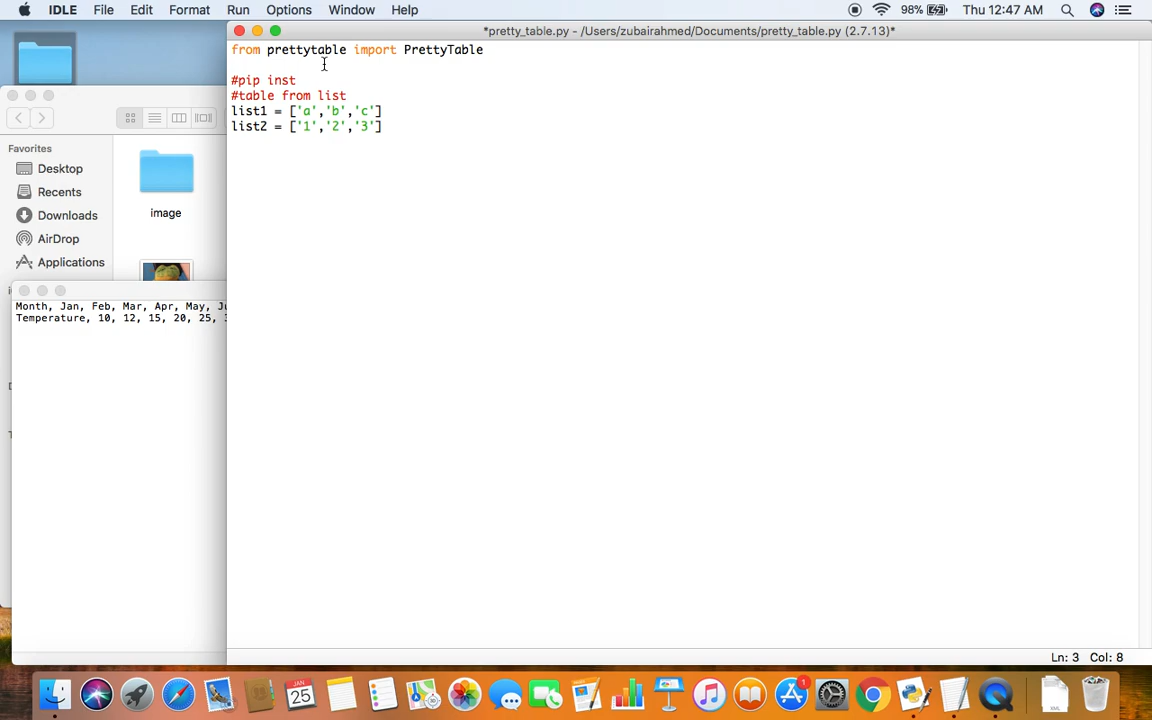 IDLE File Edit Format Run Options Window Help 98% Thu 12:47 AM
*pretty_table.py - /Users/zubairahmed/Documents/pretty_table.py (2.7.13)*
from prettytable import PrettyTable
#pip inst
#table from list
list1 = ['a','b','c']
list2 = ['1','2','3']
Favorites
Desktop
Recents
Downloads
AirDrop
Applications
image
Month, Jan, Feb, Mar, Apr, May,
Temperature, 10, 12, 15, 20, 25,
Ln: 3 Col: 8
25
1
XML